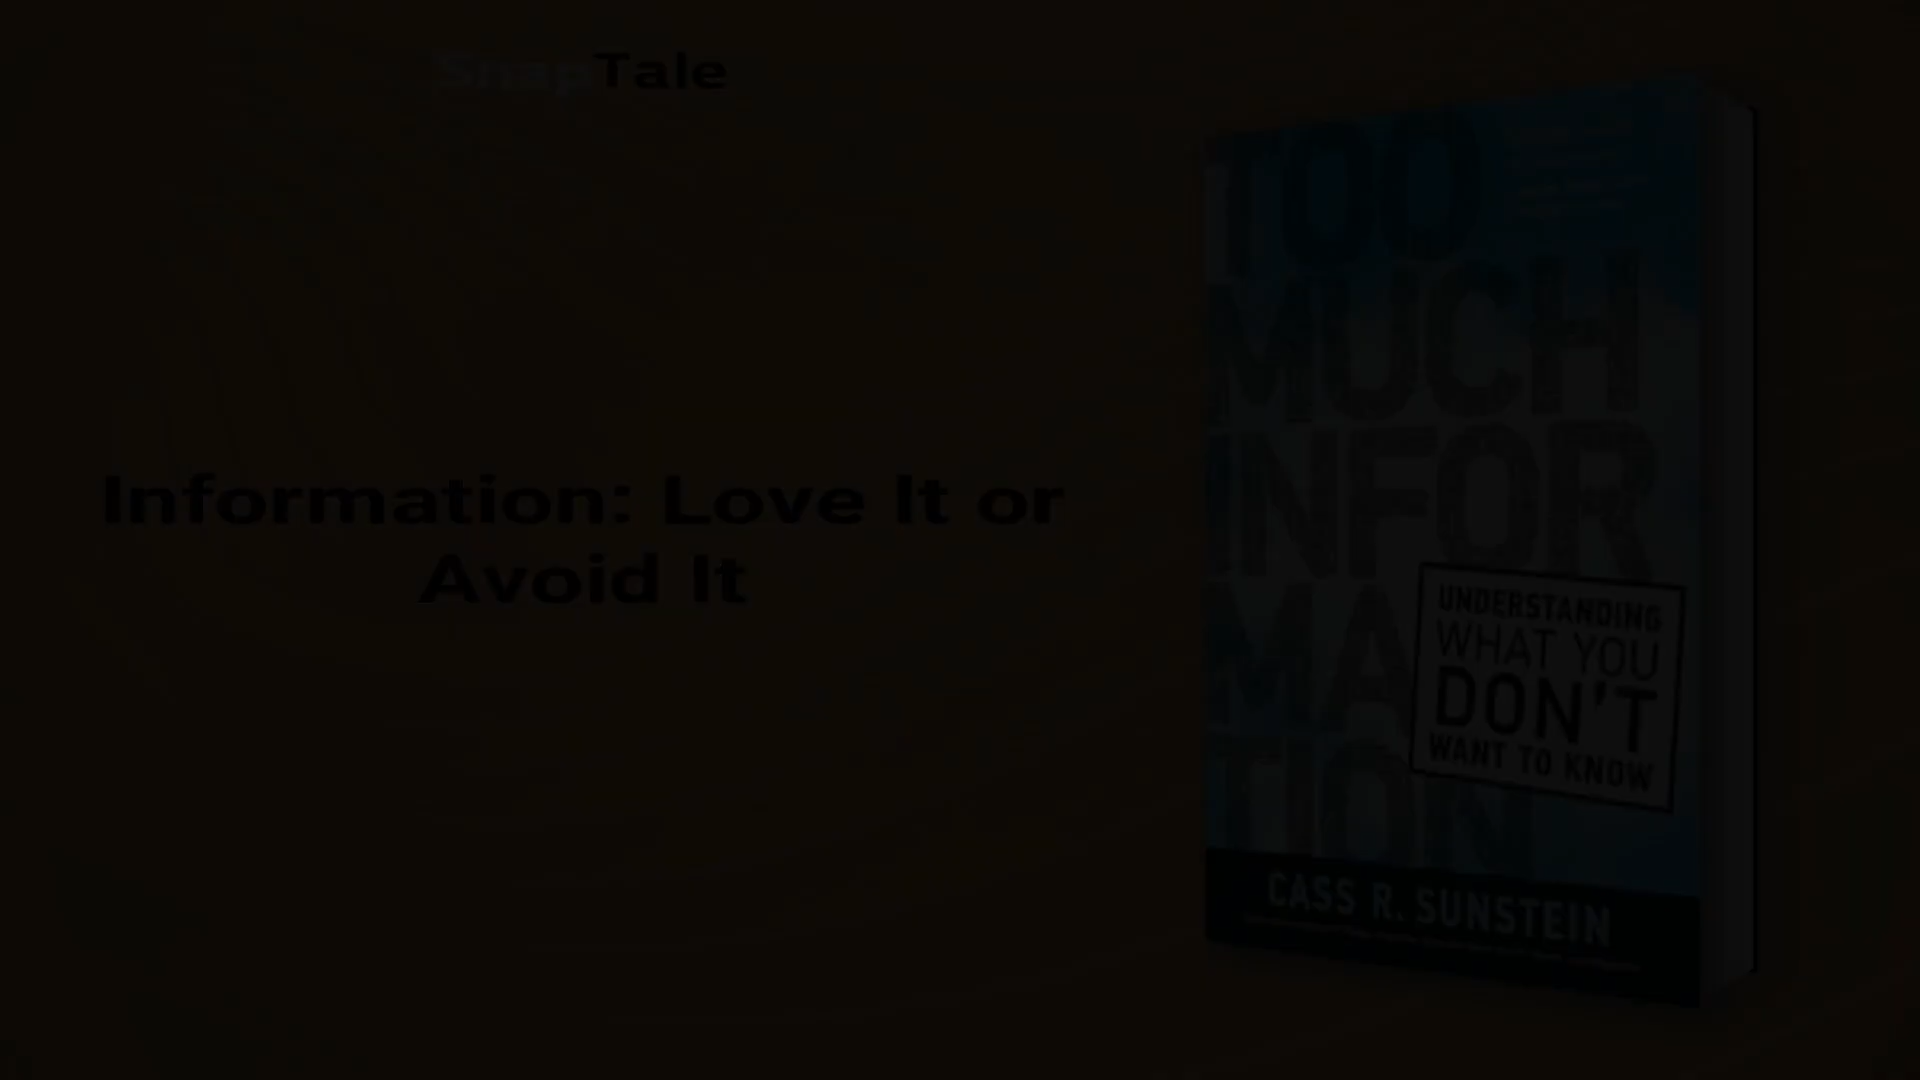 SnapTale
Information: Love It or
Avoid It
TOO
MUCH
INFOR
MA
TION
UNDERSTANDING
WHAT YOU
DON'T
WANT TO KNOW
CASS R. SUNSTEIN